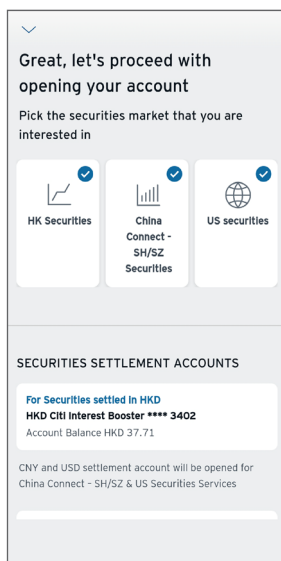 Great, let's proceed with
opening your account
Pick the securities market that you are
interested in
HK Securities
China
Connect -
SH/SZ
Securities
US securities
SECURITIES SETTLEMENT ACCOUNTS
For Securities settled in HKD
HKD Citi Interest Booster **** 3402
Account Balance HKD 37.71
CNY and USD settlement account will be opened for
China Connect - SH/SZ & US Securities Services